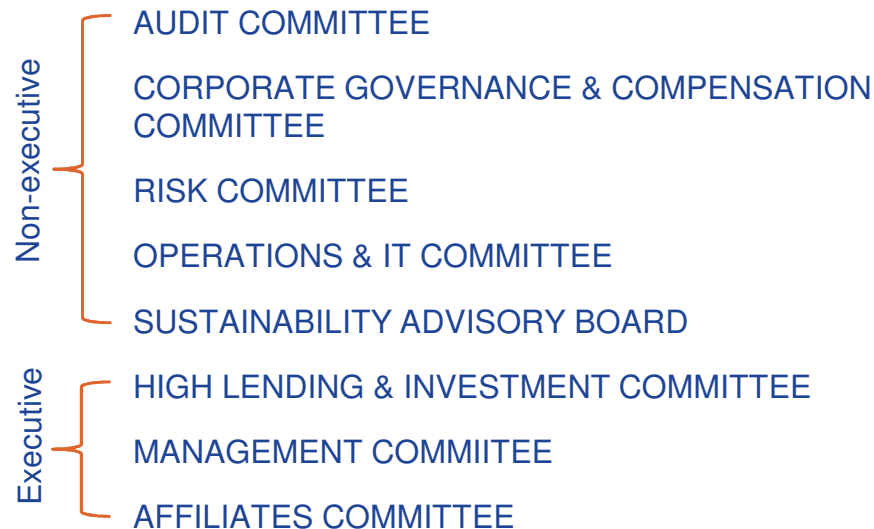 Non-executive
AUDIT COMMITTEE
CORPORATE GOVERNANCE & COMPENSATION
COMMITTEE
RISK COMMITTEE
OPERATIONS & IT COMMITTEE
SUSTAINABILITY ADVISORY BOARD
Executive
HIGH LENDING & INVESTMENT COMMITTEE
MANAGEMENT COMMIITEE
AFFILIATES COMMITTEE